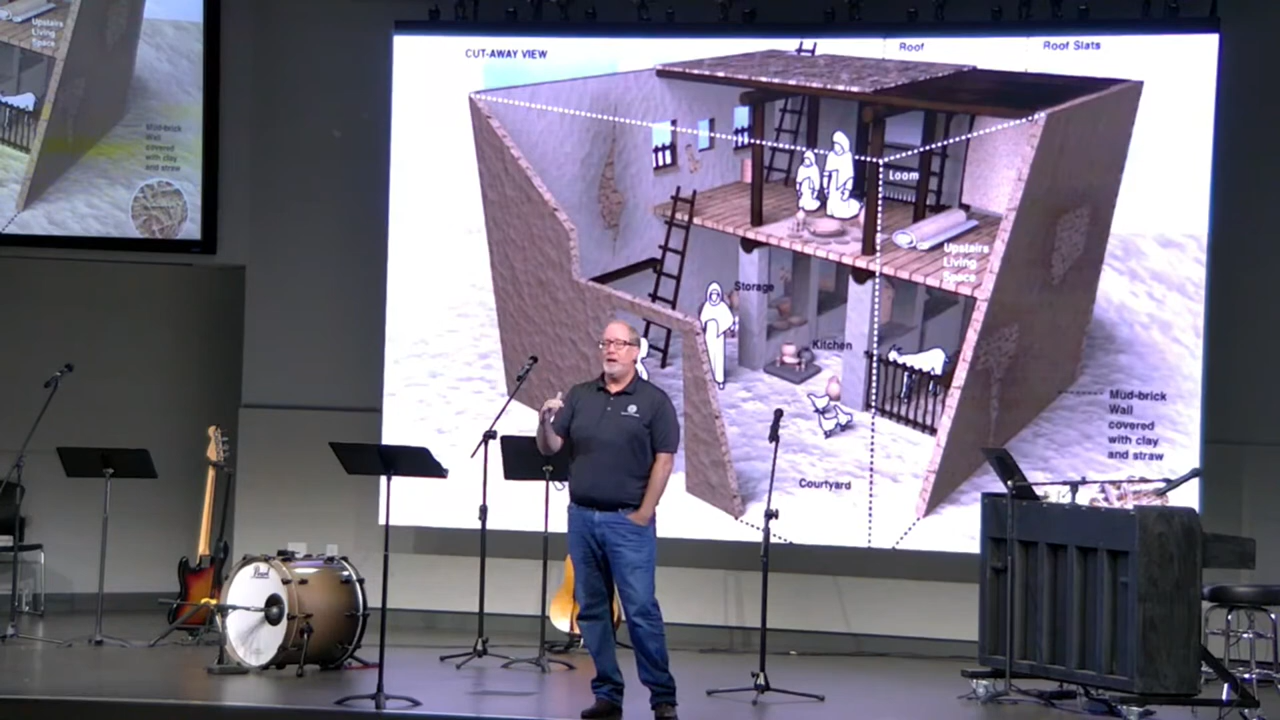 Upstairs
Living
Space
Mud-brick
Wall
covered
with clay
and straw
CUT-AWAY VIEW
Roof
Roof Slats
Loom
Upstairs
Living
Space
Storage
Kitchen
Mud-brick
Wall
covered
with clay
and straw
Courtyard
Pearl